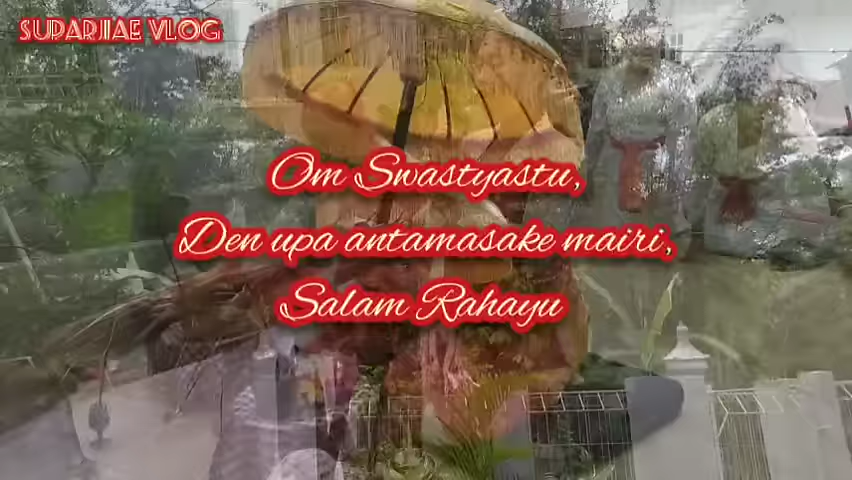 SUPARJIAE VLOG
Om Swastyastu,
Den upa antamasake mairi,
Salam Rahayu